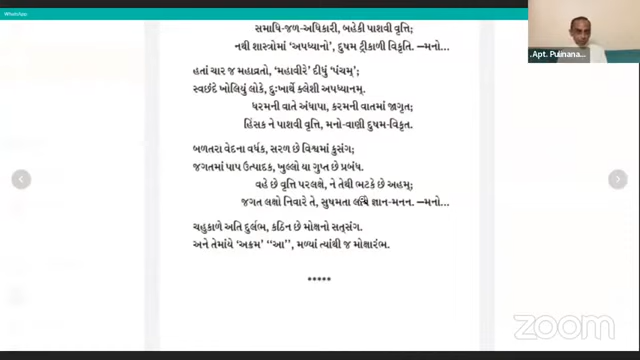 WhatsApp
સમાધિ-જળ-અધિકારી, બહેકી પાશવી વૃત્તિ;
નથી શાસ્ત્રોમાં 'અપધ્યાનો', દુષમ ટ્રીકાળી વિકૃતિ. —મનો...
હતાં ચાર જ મહાવ્રતો, 'મહાવીરે' દીધું 'પંચમ્';
સ્વછંદે ખોળિયું લોકે, દુઃખાર્થે ક્લેશી અપધ્યાનમ્.
ધરમની વાતે અંધાપા, કરમની વાતમાં જાગૃત;
હિંસક ને પાશવી વૃત્તિ, મનો-વાણી દુષમ-વિકૃત.
બળતરા વેદના વર્ધક, સરળ છે વિશ્વમાં કુસંગ;
જગતમાં પાપ ઉત્પાદક, ખુલ્લો યા ગુપ્ત છે પ્રબંધ.
વહે છે વૃત્તિ પરલક્ષે, ને તેથી ભટકે છે અહમ્;
જગત લક્ષો નિવારે તે, સુષમતા લાંચે જ્ઞાન-મનન. —મનો...
ચહુકાળે અતિ દુર્લભ, કઠિન છે મોક્ષનો સત્સંગ.
અને તેમાંયે 'અક્રમ' "આ", મળ્યાં ત્યાંથી જ મોક્ષારંભ.
*****
.Apt. Pulinana...
zoom